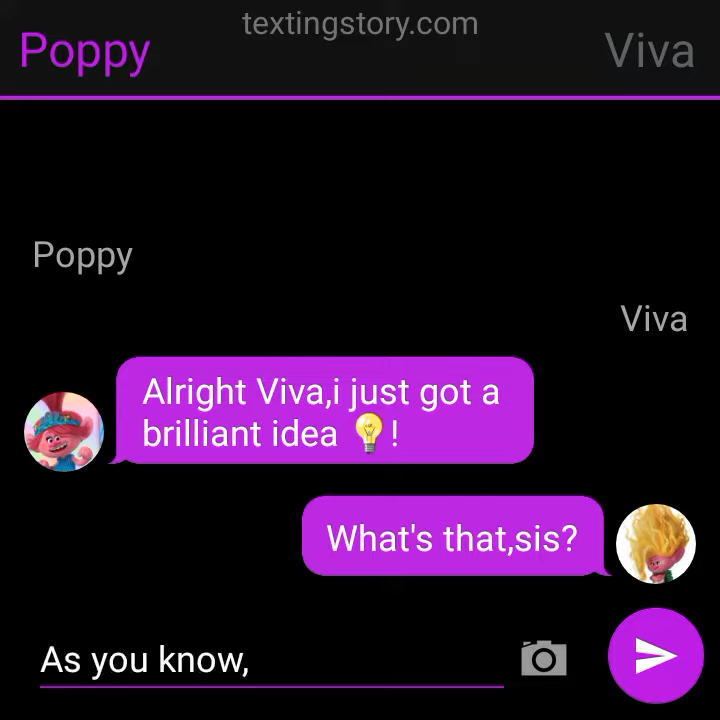 textingstory.com
Poppy
Viva
Poppy
Viva
Alright Viva,i just got a
brilliant idea 💡!
What's that,sis?
As you know,